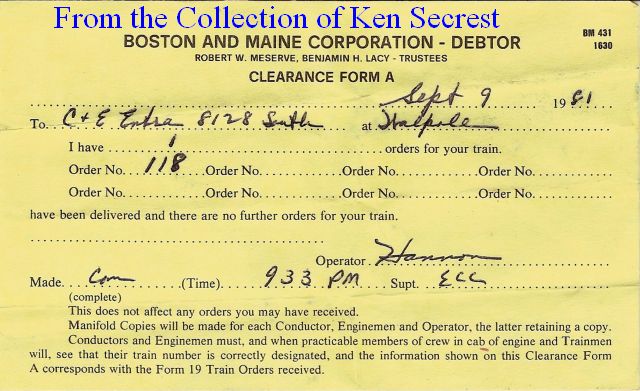 From the Collection of Ken Secrest
BOSTON AND MAINE CORPORATION - DEBTOR
BM 431
1630
ROBERT W. MESERVE, BENJAMIN H. LACY - TRUSTEES
CLEARANCE FORM A
Sept 9 1981
To C+E Extra 8128 South at Walpole
I have 1 orders for your train.
Order No. 118 Order No. Order No. Order No.
Order No. Order No. Order No. Order No.
have been delivered and there are no further orders for your train.
Operator Hannon
Made. Com (Time) 933 PM Supt. ECC
(complete)
This does not affect any orders you may have received.
Manifold Copies will be made for each Conductor, Enginemen and Operator, the latter retaining a copy.
Conductors and Enginemen must, and when practicable members of crew in cab of engine and Trainmen
will, see that their train number is correctly designated, and the information shown on this Clearance Form
A corresponds with the Form 19 Train Orders received.